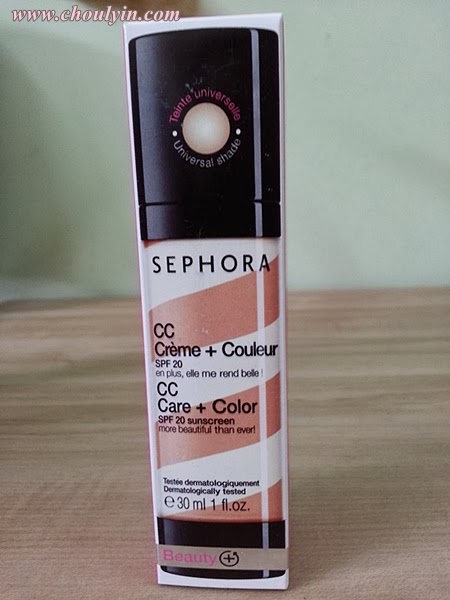 www.choulyin.com
Teinte universelle
• Universal shade •
SEPHORA
CC
Crème + Couleur
SPF 20
en plus, elle me rend belle !
CC
Care + Color
SPF 20 sunscreen
more beautiful than ever!
Testée dermatologiquement
Dermatologically tested
℮ 30 ml 1 fl.oz.
Beauty